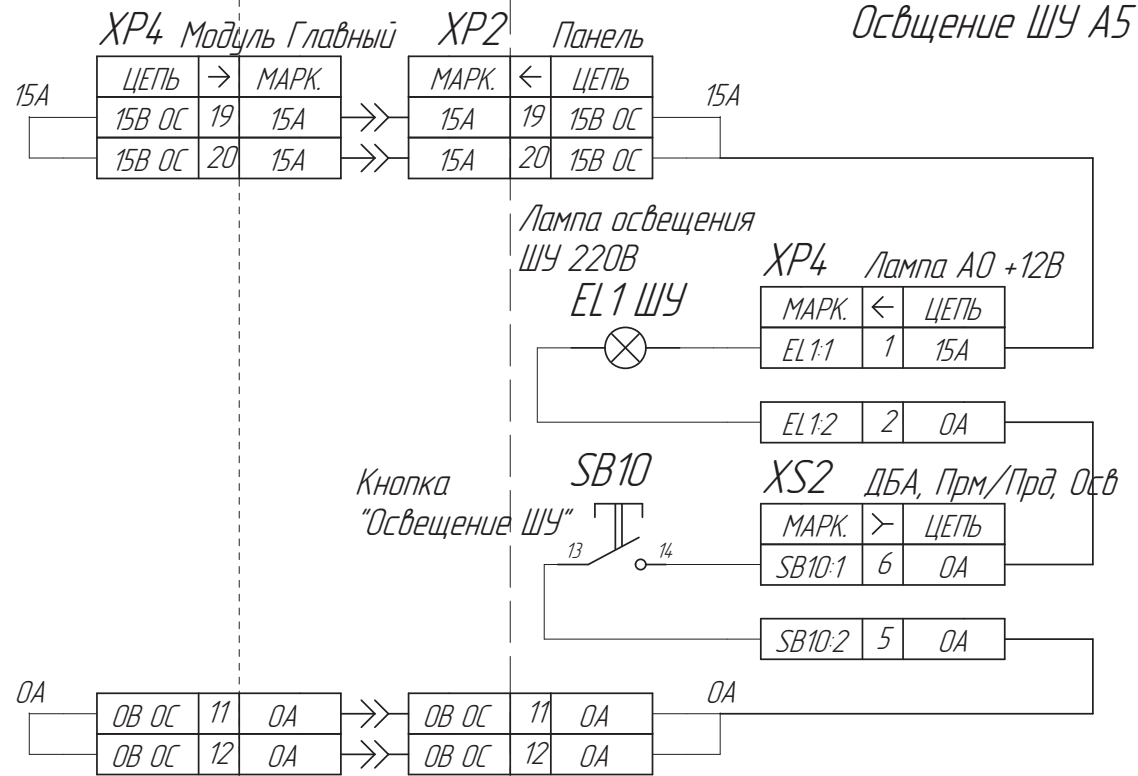 Освщение ШУ А5
XP4 Модуль Главный
XP2 Панель
ЦЕПЬ → МАРК.
МАРК. ← ЦЕПЬ
15А
15В ОС 19 15А
15А 19 15В ОС
15А
15В ОС 20 15А
15А 20 15В ОС
Лампа освещения
ШУ 220В
EL1 ШУ
XP4 Лампа АО +12В
МАРК. ← ЦЕПЬ
EL1:1 1 15А
EL1:2 2 0А
Кнопка
"Освещение ШУ"
SB10
13
14
XS2 ДБА, Прм/Прд, Осв
МАРК. ЦЕПЬ
SB10:1 6 0А
SB10:2 5 0А
0А
0В ОС 11 0А
0В ОС 11 0А
0А
0В ОС 12 0А
0В ОС 12 0А